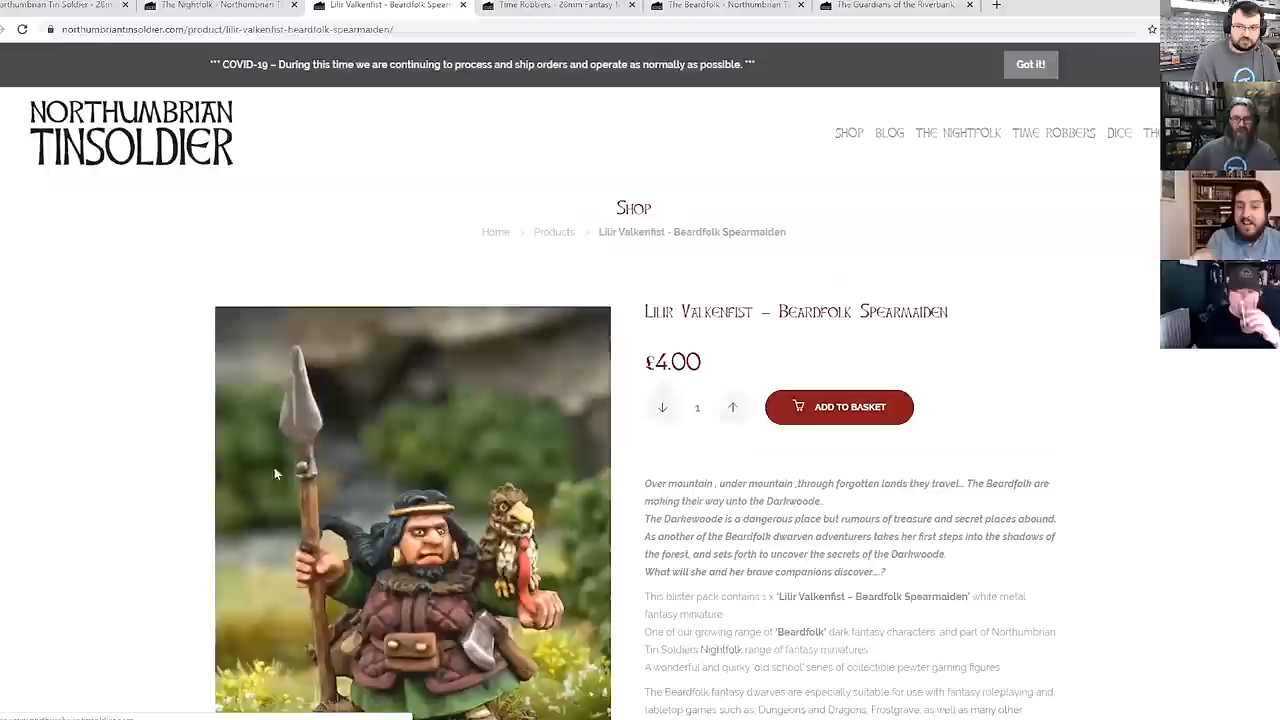 The Nightfolk - Northumbrian Tin
Lilir Valkenfist - Beardfolk Spearm
Time Robbers - 28mm Fantasy M
The Beardfolk - Northumbrian Tin S
The Guardians of the Riverbank
northumbriantinsoldier.com/product/lilir-valkenfist-beardfolk-spearmaiden/
*** COVID-19 – During this time we are continuing to process and ship orders and operate as normally as possible. ***
Got it!
NORTHUMBRIAN
TINSOLDIER
SHOP BLOG THE NIGHTFOLK TIME ROBBERS DICE
Shop
Home > Products > Lilir Valkenfist - Beardfolk Spearmaiden
Lilir Valkenfist – Beardfolk Spearmaiden
£4.00
1
ADD TO BASKET
Over mountain , under mountain ,through forgotten lands they travel... The Beardfolk are
making their way unto the Darkwoode..
The Darkewoode is a dangerous place but rumours of treasure and secret places abound.
As another of the Beardfolk dwarven adventurers takes her first steps into the shadows of
the forest, and sets forth to uncover the secrets of the Darkwoode.
What will she and her brave companions discover....?
This blister pack contains 1 x 'Lilir Valkenfist – Beardfolk Spearmaiden' white metal
fantasy miniature
One of our growing range of 'Beardfolk' dark fantasy characters, and part of Northumbrian
Tin Soldiers Nightfolk range of fantasy miniatures
A wonderful and quirky 'old school' series of collectible pewter gaming figures
The Beardfolk fantasy dwarves are especially suitable for use with fantasy roleplaying and
tabletop games such as, Dungeons and Dragons, Frostgrave, as well as many other